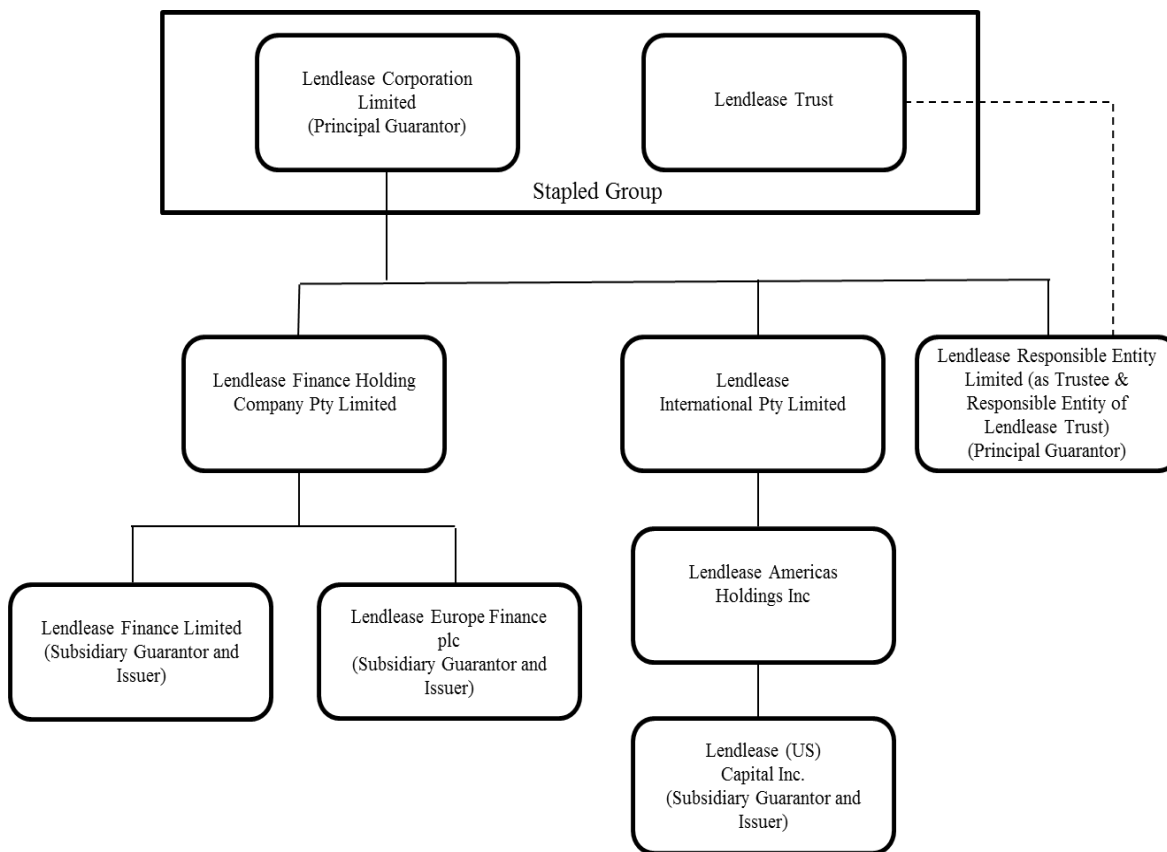 Lendlease Corporation
Limited
(Principal Guarantor)
Lendlease Trust
Stapled Group
Lendlease Finance Holding
Company Pty Limited
Lendlease
International Pty Limited
Lendlease Responsible Entity
Limited (as Trustee &
Responsible Entity of
Lendlease Trust)
(Principal Guarantor)
Lendlease Finance Limited
(Subsidiary Guarantor and
Issuer)
Lendlease Europe Finance
plc
(Subsidiary Guarantor and
Issuer)
Lendlease Americas
Holdings Inc
Lendlease (US)
Capital Inc.
(Subsidiary Guarantor and
Issuer)